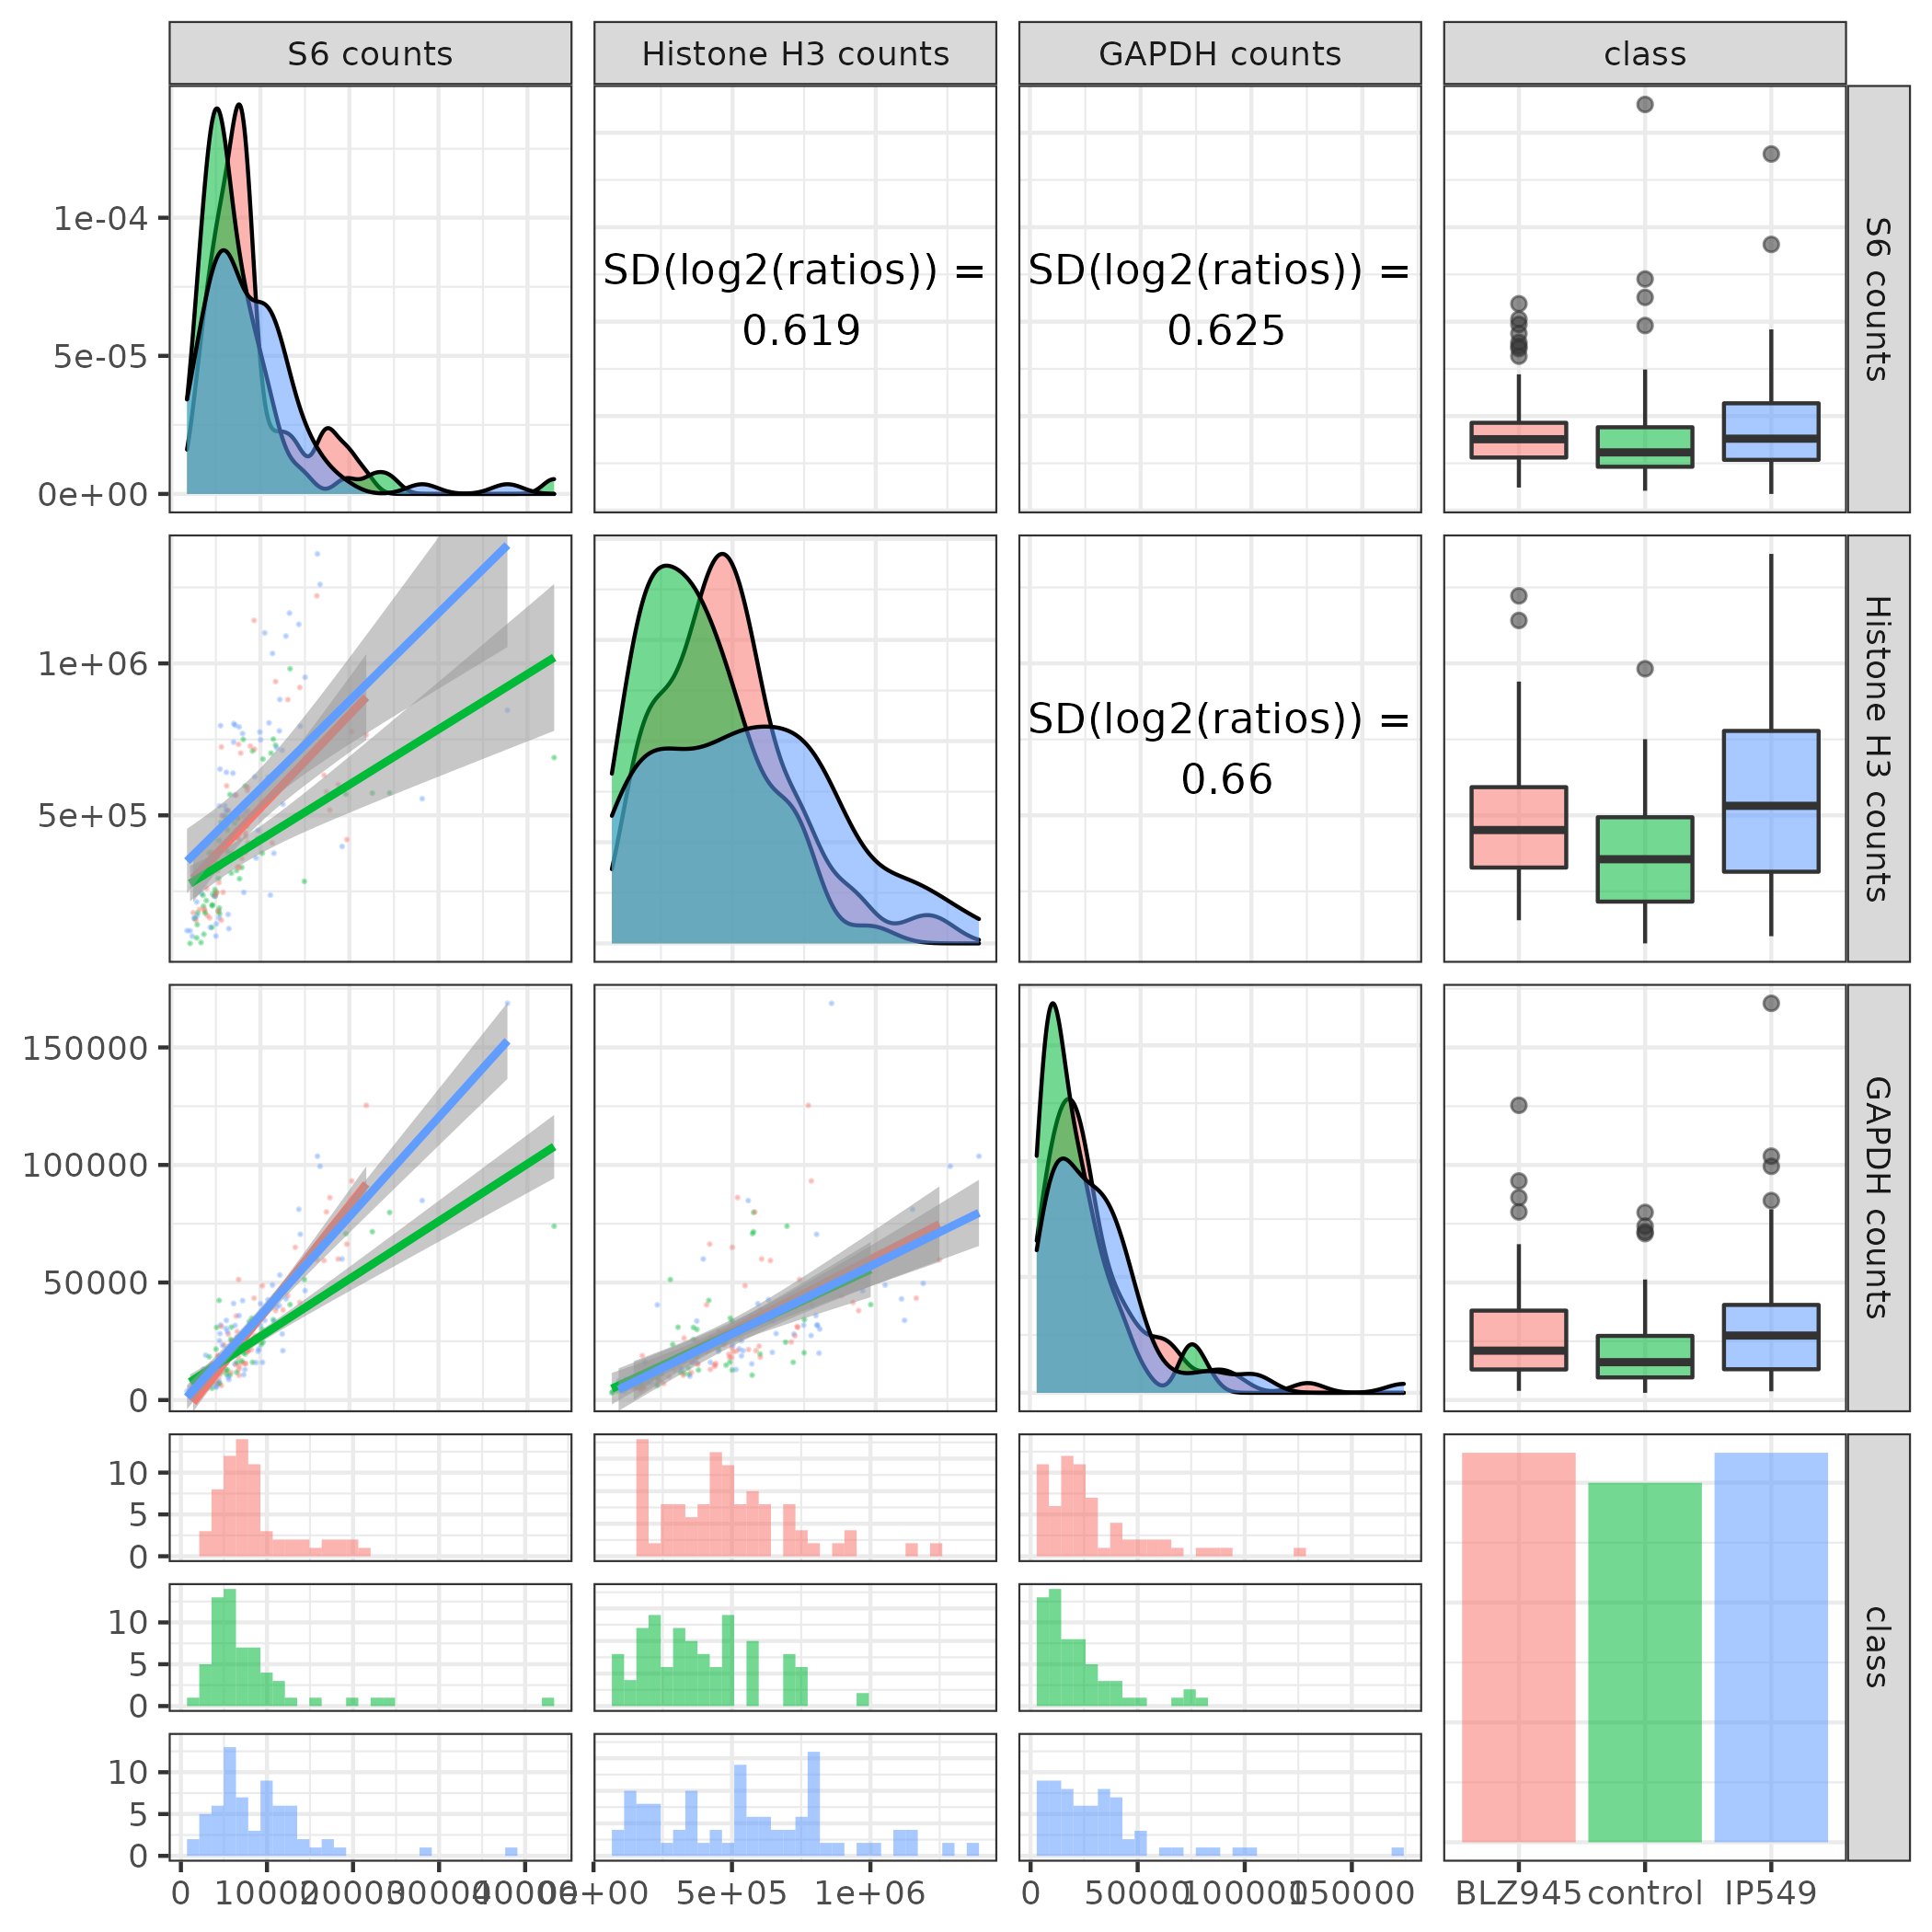 S6 counts
Histone H3 counts
GAPDH counts
class
1e-04
5e-05
0e+00
SD(log2(ratios)) =
0.619
SD(log2(ratios)) =
0.625
S6 counts
1e+06
5e+05
SD(log2(ratios)) =
0.66
Histone H3 counts
150000
100000
50000
0
GAPDH counts
10
5
0
10
5
0
10
5
0
class
0 10000 20000 30000 40000 0e+00 5e+05 1e+06 0 50000 100000 150000 BLZ945 control IP549